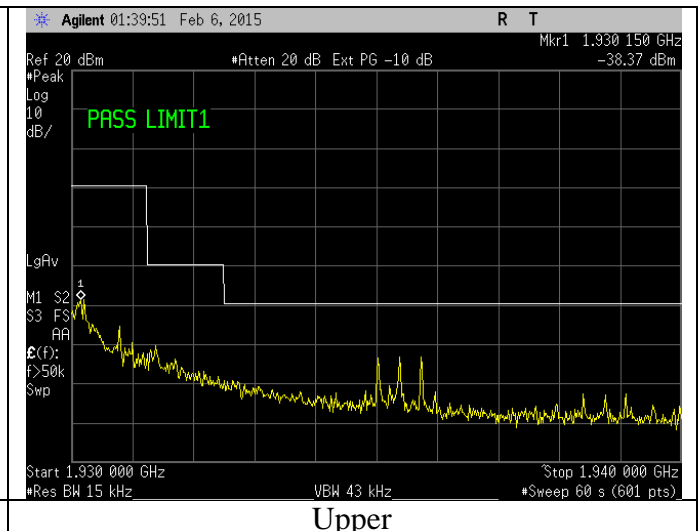 Agilent 01:39:51 Feb 6, 2015 R T
Mkr1 1.930 150 GHz
Ref 20 dBm #Atten 20 dB Ext PG -10 dB -38.37 dBm
#Peak
Log
10
dB/
PASS LIMIT1
LgAv
1
M1 S2
S3 FS
AA
£(f):
f>50k
Swp
Start 1.930 000 GHz Stop 1.940 000 GHz
#Res BW 15 kHz VBW 43 kHz #Sweep 60 s (601 pts)
Upper